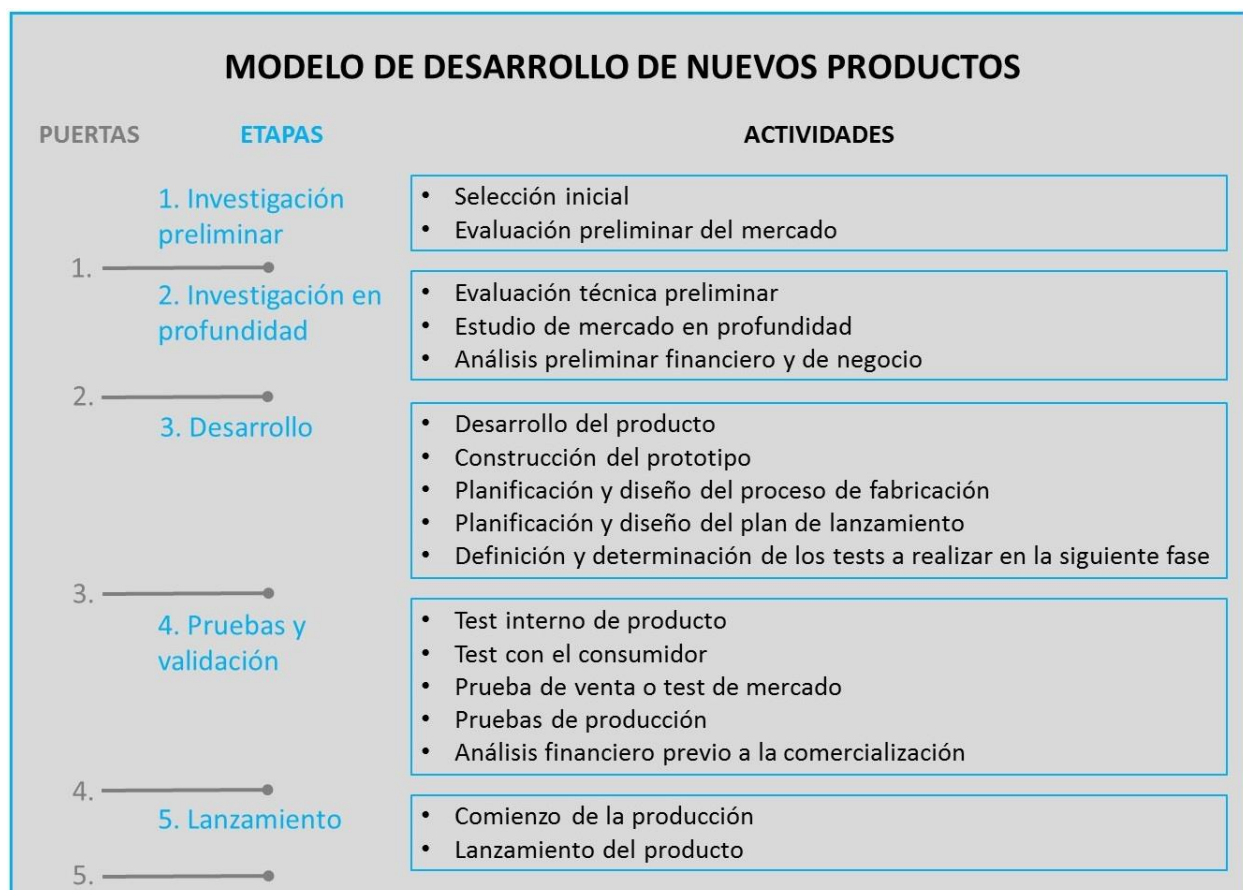 MODELO DE DESARROLLO DE NUEVOS PRODUCTOS
PUERTAS ETAPAS ACTIVIDADES
1. Investigación
preliminar
• Selección inicial
• Evaluación preliminar del mercado
1.
2. Investigación en
profundidad
• Evaluación técnica preliminar
• Estudio de mercado en profundidad
• Análisis preliminar financiero y de negocio
2.
3. Desarrollo
• Desarrollo del producto
• Construcción del prototipo
• Planificación y diseño del proceso de fabricación
• Planificación y diseño del plan de lanzamiento
• Definición y determinación de los tests a realizar en la siguiente fase
3.
4. Pruebas y
validación
• Test interno de producto
• Test con el consumidor
• Prueba de venta o test de mercado
• Pruebas de producción
• Análisis financiero previo a la comercialización
4.
5. Lanzamiento
• Comienzo de la producción
• Lanzamiento del producto
5.